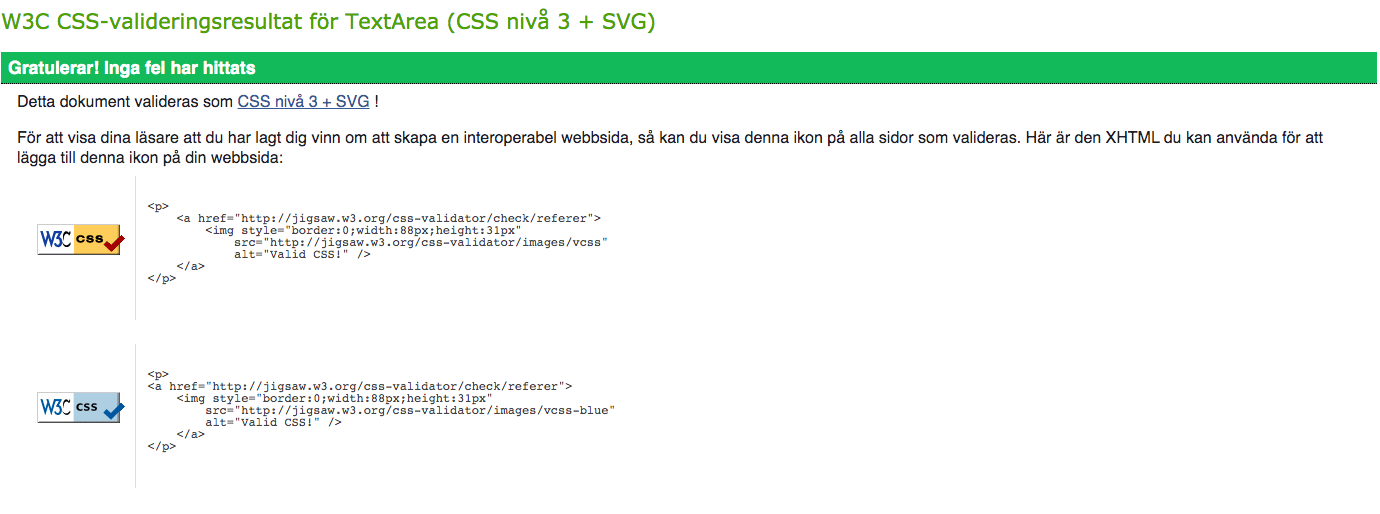 W3C CSS-valideringsresultat för TextArea (CSS nivå 3 + SVG)
Gratulerar! Inga fel har hittats
Detta dokument valideras som CSS nivå 3 + SVG !
För att visa dina läsare att du har lagt dig vinn om att skapa en interoperabel webbsida, så kan du visa denna ikon på alla sidor som valideras. Här är den XHTML du kan använda för att
lägga till denna ikon på din webbsida:
W3C css
<p>
    <a href="http://jigsaw.w3.org/css-validator/check/referer">
        <img style="border:0;width:88px;height:31px"
            src="http://jigsaw.w3.org/css-validator/images/vcss"
            alt="Valid CSS!" />
    </a>
</p>
W3C css
<p>
<a href="http://jigsaw.w3.org/css-validator/check/referer">
    <img style="border:0;width:88px;height:31px"
        src="http://jigsaw.w3.org/css-validator/images/vcss-blue"
        alt="Valid CSS!" />
    </a>
</p>